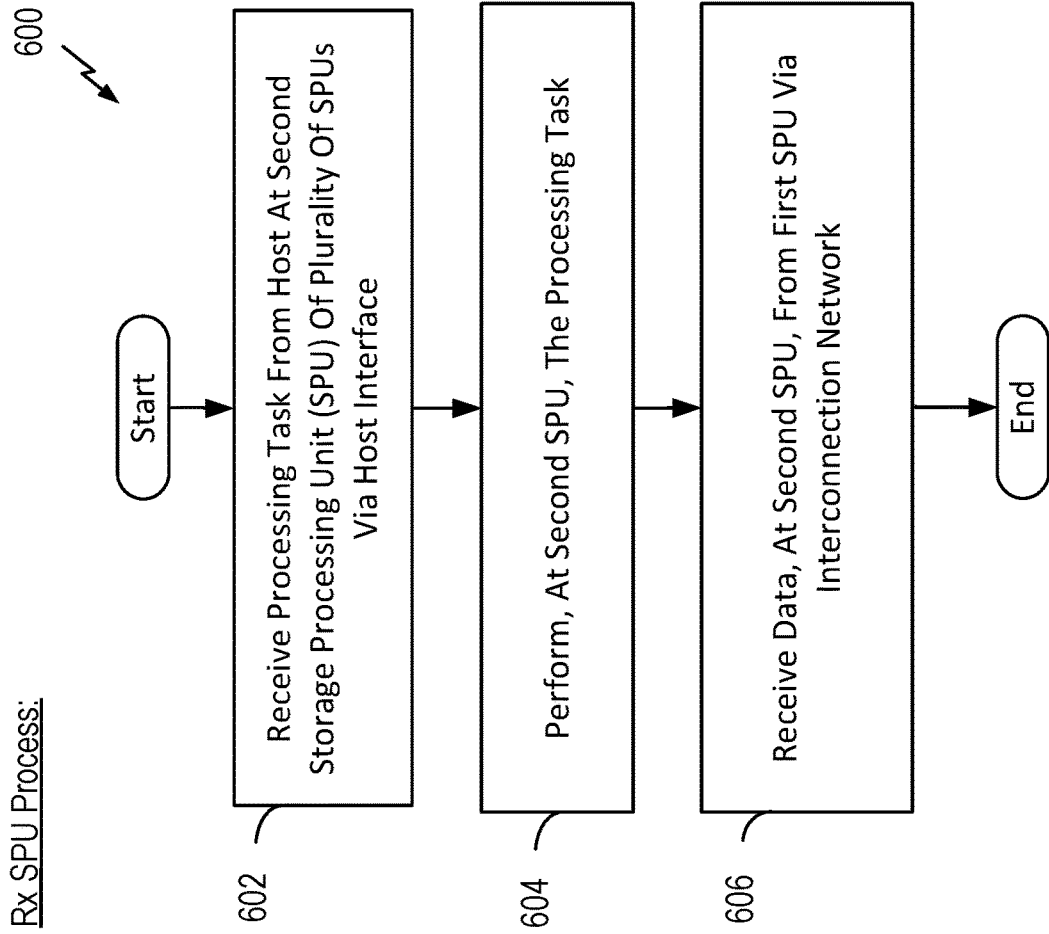 Rx SPU Process:
600
Start
602
Receive Processing Task From Host At Second
Storage Processing Unit (SPU) Of Plurality Of SPUs
Via Host Interface
604
Perform, At Second SPU, The Processing Task
606
Receive Data, At Second SPU, From First SPU Via
Interconnection Network
End